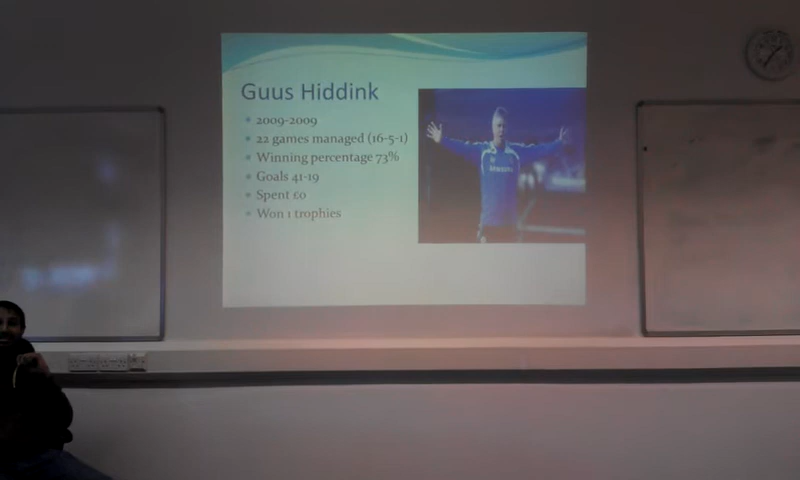 Guus Hiddink
2009-2009
22 games managed (16-5-1)
Winning percentage 73%
Goals 41-19
Spent £0
Won 1 trophies
SAMSUNG